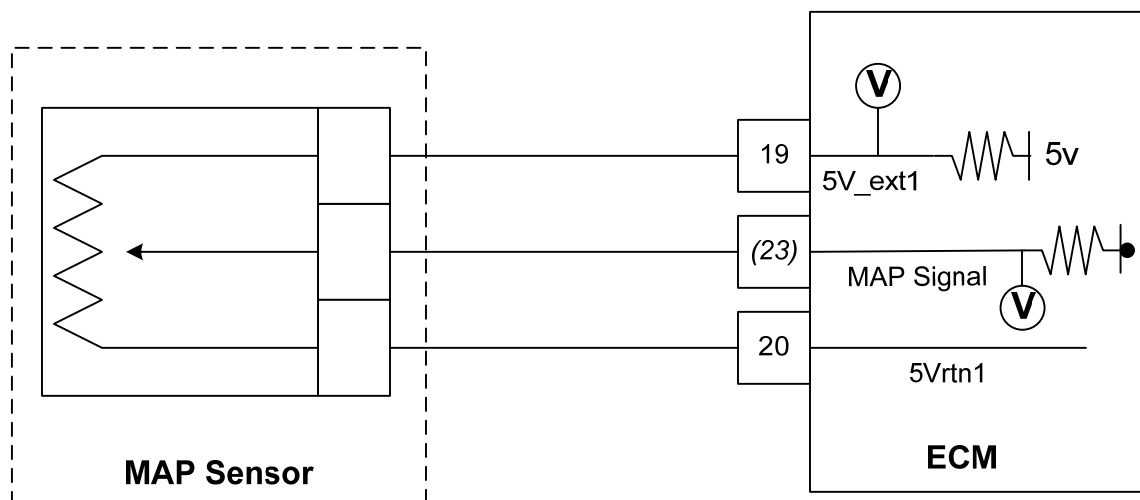 V
19
5V_ext1
5v
(23)
MAP Signal
V
20
5Vrtn1
MAP Sensor
ECM